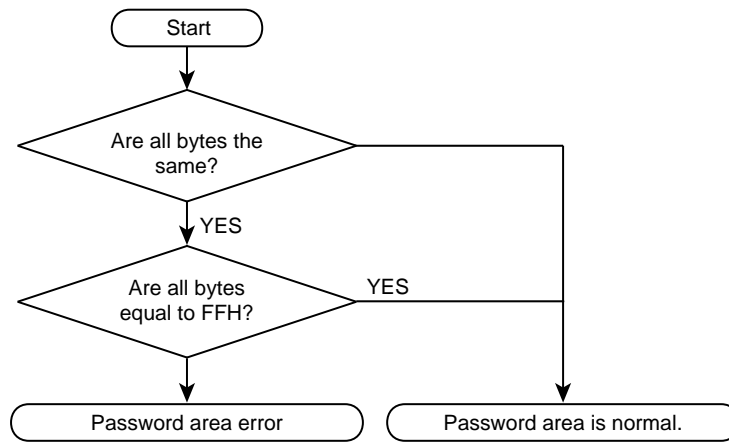 Start
Are all bytes the
same?
YES
Are all bytes
equal to FFH?
YES
Password area error
Password area is normal.